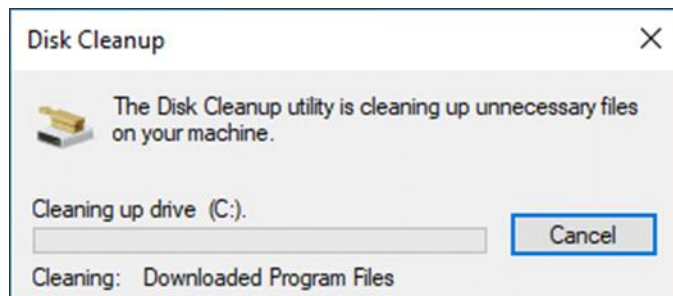 Disk Cleanup
The Disk Cleanup utility is cleaning up unnecessary files
on your machine.
Cleaning up drive (C:).
Cancel
Cleaning: Downloaded Program Files